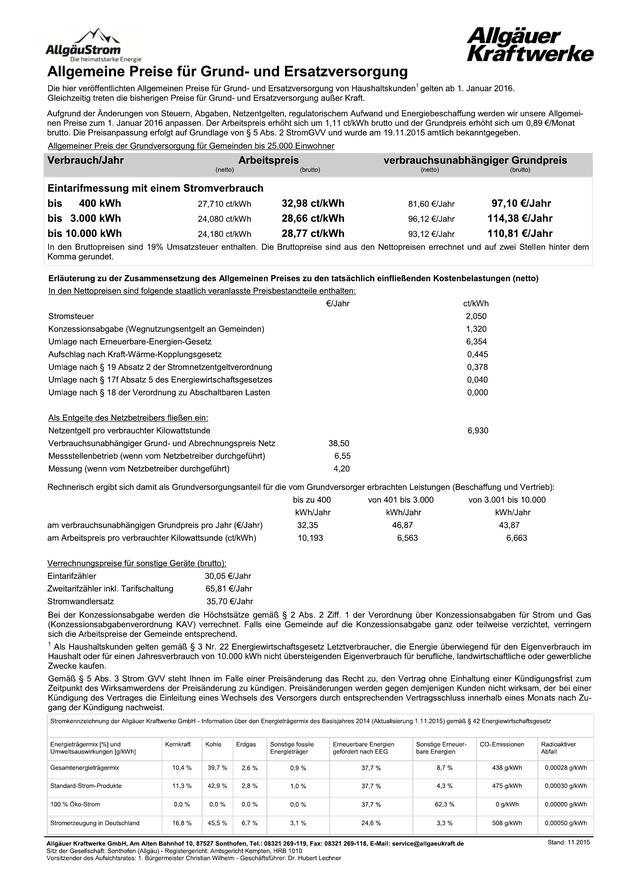 AllgäuStrom
Die heimatstarke Energie
Allgäuer
Kraftwerke
Allgemeine Preise für Grund- und Ersatzversorgung
Die hier veröffentlichten Allgemeinen Preise für Grund- und Ersatzversorgung von Haushaltskunden¹ gelten ab 1. Januar 2016.
Gleichzeitig treten die bisherigen Preise für Grund- und Ersatzversorgung außer Kraft.
Aufgrund der Änderungen von Steuern, Abgaben, Netzentgelten, regulatorischem Aufwand und Energiebeschaffung werden wir unsere Allgemei-
nen Preise zum 1. Januar 2016 anpassen. Der Arbeitspreis erhöht sich um 1,11 ct/kWh brutto und der Grundpreis erhöht sich um 0,89 €/Monat
brutto. Die Preisanpassung erfolgt auf Grundlage von § 5 Abs. 2 StromGVV und wurde am 19.11.2015 amtlich bekanntgegeben.
Allgemeiner Preis der Grundversorgung für Gemeinden bis 25.000 Einwohner
Verbrauch/Jahr Arbeitspreis verbrauchsunabhängiger Grundpreis
(netto) (brutto) (netto) (brutto)
Eintarifmessung mit einem Stromverbrauch
bis 400 kWh 27,710 ct/kWh 32,98 ct/kWh 81,60 €/Jahr 97,10 €/Jahr
bis 3.000 kWh 24,080 ct/kWh 28,66 ct/kWh 96,12 €/Jahr 114,38 €/Jahr
bis 10.000 kWh 24,180 ct/kWh 28,77 ct/kWh 93,12 €/Jahr 110,81 €/Jahr
In den Bruttopreisen sind 19% Umsatzsteuer enthalten. Die Bruttopreise sind aus den Nettopreisen errechnet und auf zwei Stellen hinter dem
Komma gerundet.
Erläuterung zu der Zusammensetzung des Allgemeinen Preises zu den tatsächlich einfließenden Kostenbelastungen (netto)
In den Nettopreisen sind folgende staatlich veranlasste Preisbestandteile enthalten:
€/Jahr ct/kWh
Stromsteuer 2,050
Konzessionsabgabe (Wegnutzungsentgelt an Gemeinden) 1,320
Umlage nach Erneuerbare-Energien-Gesetz 6,354
Aufschlag nach Kraft-Wärme-Kopplungsgesetz 0,445
Umlage nach § 19 Absatz 2 der Stromnetzentgeltverordnung 0,378
Umlage nach § 17f Absatz 5 des Energiewirtschaftsgesetzes 0,040
Umlage nach § 18 der Verordnung zu Abschaltbaren Lasten 0,000
Als Entgelte des Netzbetreibers fließen ein:
Netzentgelt pro verbrauchter Kilowattstunde 6,930
Verbrauchsunabhängiger Grund- und Abrechnungspreis Netz 38,50
Messstellenbetrieb (wenn vom Netzbetreiber durchgeführt) 6,55
Messung (wenn vom Netzbetreiber durchgeführt) 4,20
Rechnerisch ergibt sich damit als Grundversorgungsanteil für die vom Grundversorger erbrachten Leistungen (Beschaffung und Vertrieb):
bis zu 400 von 401 bis 3.000 von 3.001 bis 10.000
kWh/Jahr kWh/Jahr kWh/Jahr
am verbrauchsunabhängigen Grundpreis pro Jahr (€/Jahr) 32,35 46,87 43,87
am Arbeitspreis pro verbrauchter Kilowattstunde (ct/kWh) 10,193 6,563 6,663
Verrechnungspreise für sonstige Geräte (brutto):
Eintarifzähler 30,05 €/Jahr
Zweitarifzähler inkl. Tarifschaltung 65,81 €/Jahr
Stromwandlersatz 35,70 €/Jahr
Bei der Konzessionsabgabe werden die Höchstsätze gemäß § 2 Abs. 2 Ziff. 1 der Verordnung über Konzessionsabgaben für Strom und Gas
(Konzessionsabgabenverordnung KAV) verrechnet. Falls eine Gemeinde auf die Konzessionsabgabe ganz oder teilweise verzichtet, verringern
sich die Arbeitspreise der Gemeinde entsprechend.
¹ Als Haushaltskunden gelten gemäß § 3 Nr. 22 Energiewirtschaftsgesetz Letztverbraucher, die Energie überwiegend für den Eigenverbrauch im
Haushalt oder für einen Jahresverbrauch von 10.000 kWh nicht übersteigenden Eigenverbrauch für berufliche, landwirtschaftliche oder gewerbliche
Zwecke kaufen.
Gemäß § 5 Abs. 3 Strom GVV steht Ihnen im Falle einer Preisänderung das Recht zu, den Vertrag ohne Einhaltung einer Kündigungsfrist zum
Zeitpunkt des Wirksamwerdens der Preisänderung zu kündigen. Preisänderungen werden gegen demjenigen Kunden nicht wirksam, der bei einer
Kündigung des Vertrages die Einleitung eines Wechsels des Versorgers durch entsprechenden Vertragsschluss innerhalb eines Monats nach Zu-
gang der Kündigung nachweist.
Stromkennzeichnung der Allgäuer Kraftwerke GmbH - Information über den Energieträgermix des Basisjahres 2014 (Aktualisierung 1.11.2015) gemäß § 42 Energiewirtschaftsgesetz
Energieträgermix [%] und Kernkraft Kohle Erdgas Sonstige fossile Erneuerbare Energien Sonstige Erneuer- CO₂Emissionen Radioaktiver
Umweltauswirkungen [g/kWh] Energieträger gefördert nach EEG bare Energien Abfall
Gesamtenergieträgermix 10,4 % 39,7 % 2,6 % 0,9 % 37,7 % 8,7 % 438 g/kWh 0,00028 g/kWh
Standard-Strom-Produkte 11,3 % 42,9 % 2,8 % 1,0 % 37,7 % 4,3 % 475 g/kWh 0,00030 g/kWh
100 % Öko-Strom 0,0 % 0,0 % 0,0 % 0,0 % 37,7 % 62,3 % 0 g/kWh 0,00000 g/kWh
Stromerzeugung in Deutschland 16,8 % 45,5 % 6,7 % 3,1 % 24,6 % 3,3 % 508 g/kWh 0,00050 g/kWh
Allgäuer Kraftwerke GmbH, Am Alten Bahnhof 10, 87527 Sonthofen, Tel.: 08321 269-119, Fax: 08321 269-118, E-Mail: service@allgaeukraft.de Stand: 11.2015
Sitz der Gesellschaft: Sonthofen (Allgäu) - Registergericht: Amtsgericht Kempten, HRB 1010
Vorsitzender des Aufsichtsrates: 1. Bürgermeister Christian Wilhelm - Geschäftsführer: Dr. Hubert Lechner